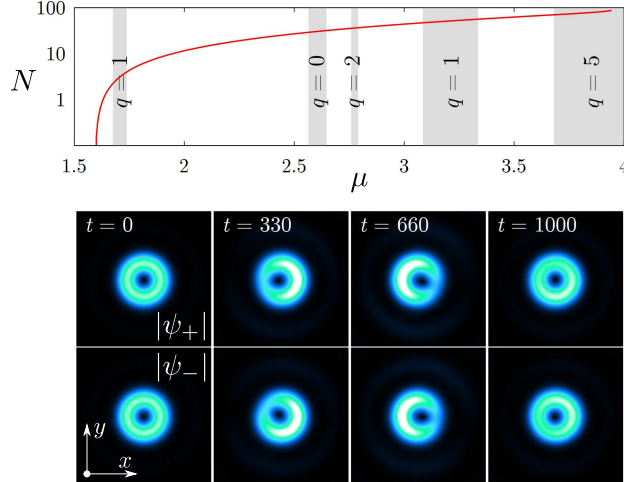 100
10
1
N
q = 1
q = 0
q = 2
q = 1
q = 5
1.5 2 2.5 3 3.5 4
μ
t = 0 t = 330 t = 660 t = 1000
|ψ₊|
|ψ₋|
y
x